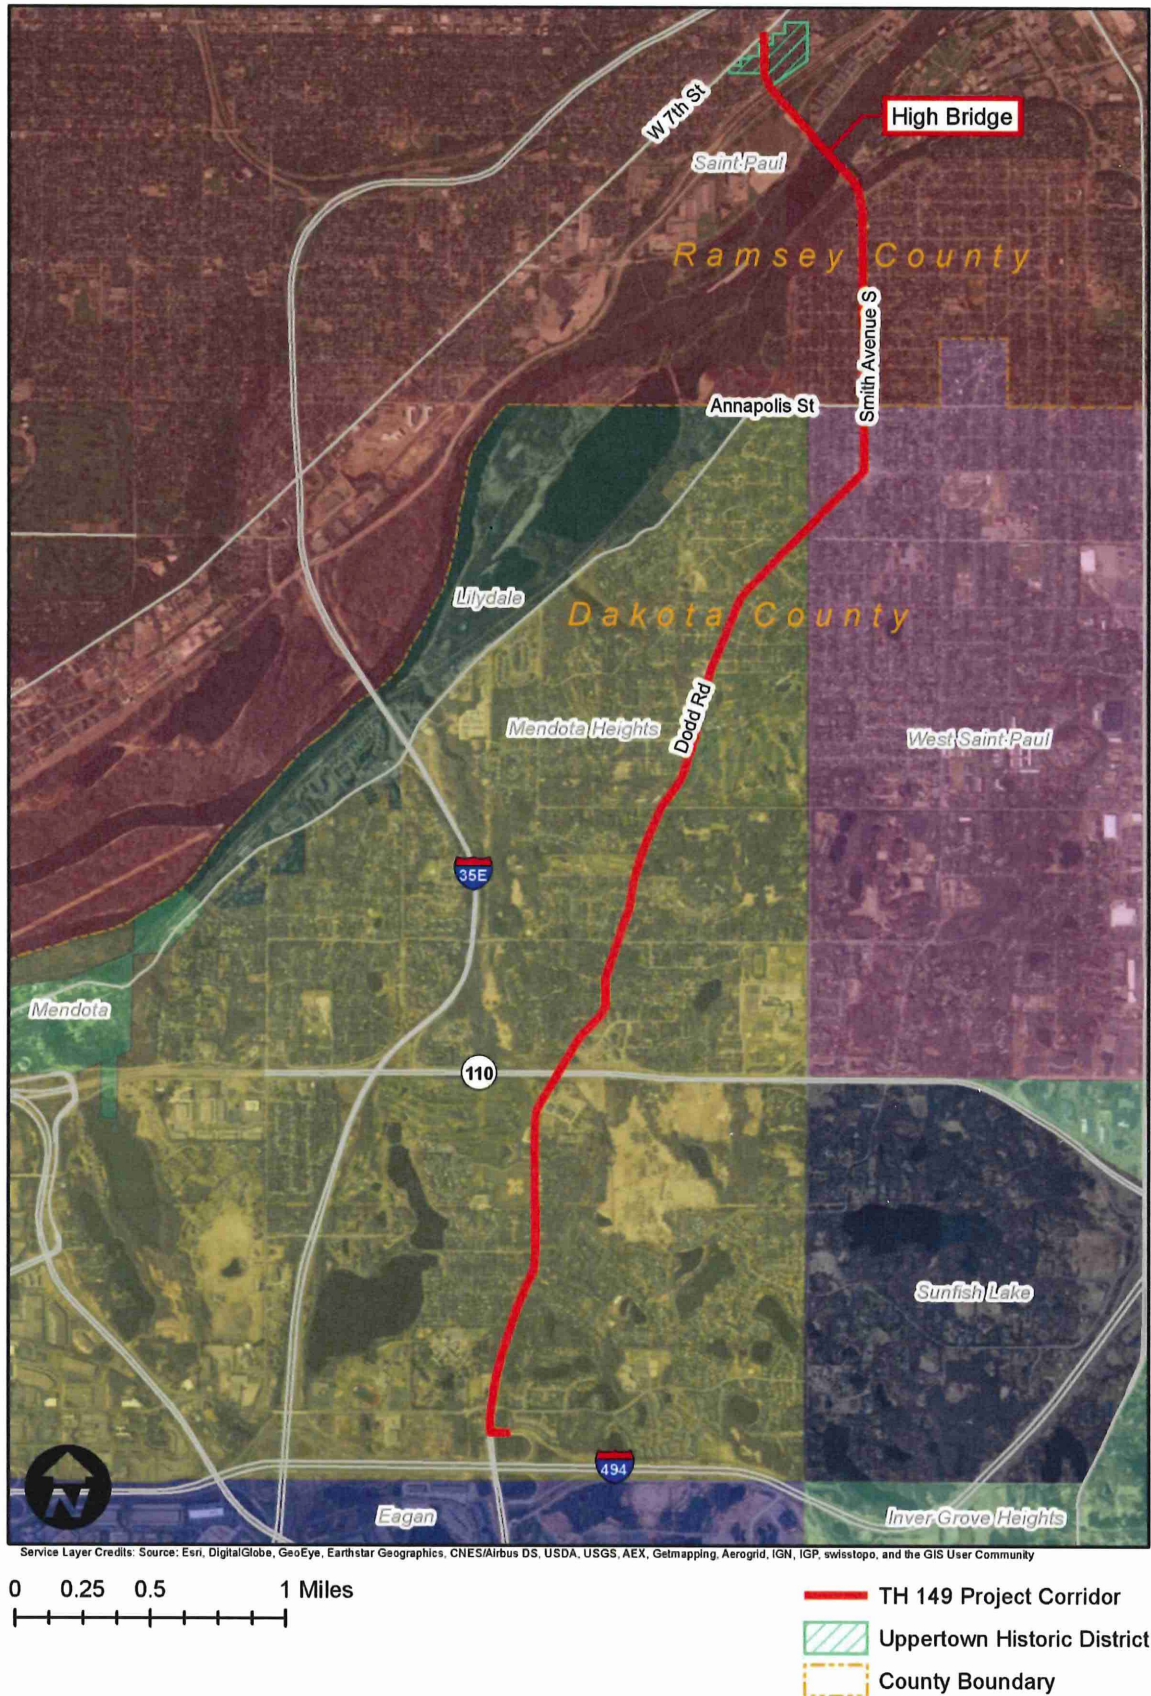 W 7th St
High Bridge
Saint Paul
Ramsey County
Smith Avenue S
Annapolis St
Lilydale
Dakota County
Dodd Rd
Mendota Heights
West Saint Paul
35E
Mendota
110
Sunfish Lake
494
N
Eagan
Inver Grove Heights
Service Layer Credits: Source: Esri, DigitalGlobe, GeoEye, Earthstar Geographics, CNES/Airbus DS, USDA, USGS, AEX, Getmapping, Aerogrid, IGN, IGP, swisstopo, and the GIS User Community
0 0.25 0.5 1 Miles
TH 149 Project Corridor
Uppertown Historic District
County Boundary